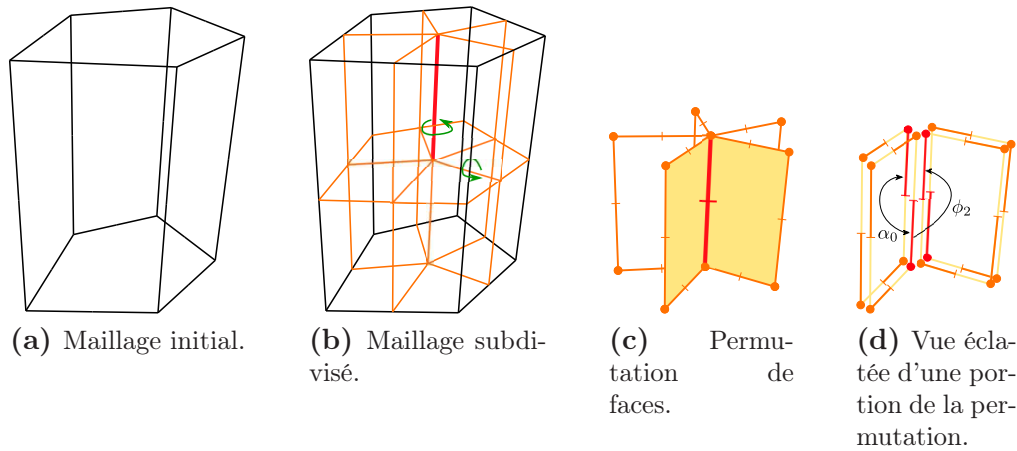 α₀
ϕ₂
(a) Maillage initial.
(b) Maillage subdi-
visé.
(c) Permu-
tation de
faces.
(d) Vue écla-
tée d'une por-
tion de la per-
mutation.